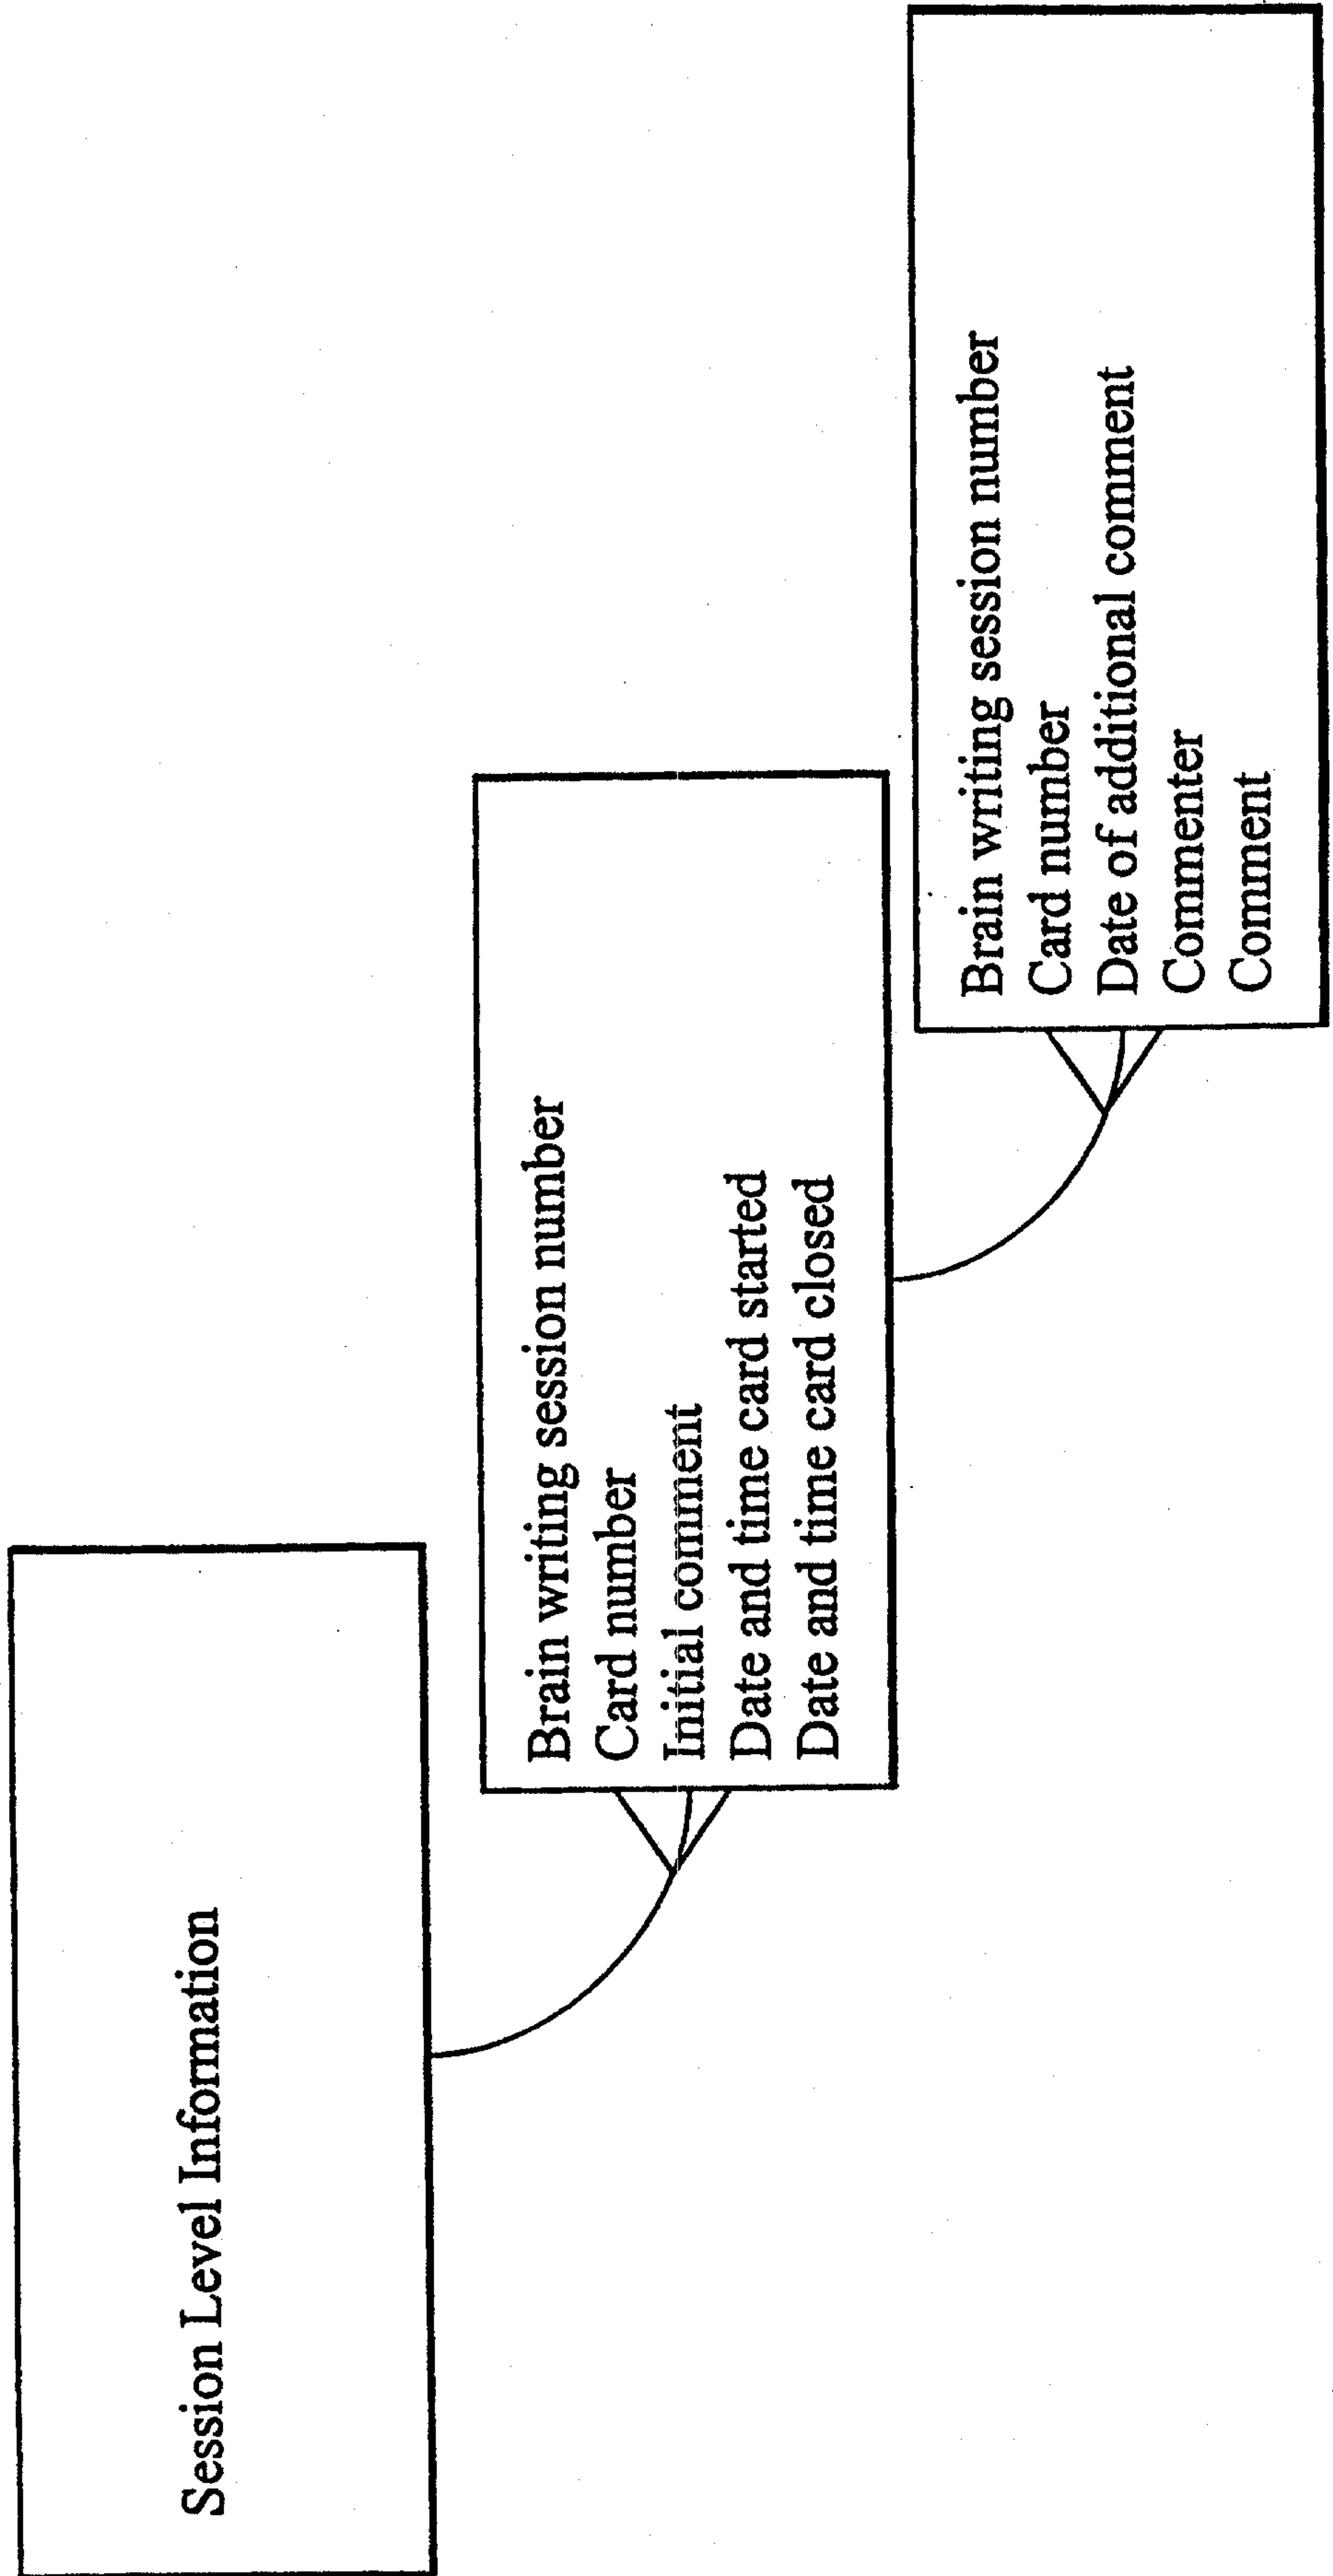 Session Level Information
Brain writing session number
Card number
Initial comment
Date and time card started
Date and time card closed
Brain writing session number
Card number
Date of additional comment
Commenter
Comment